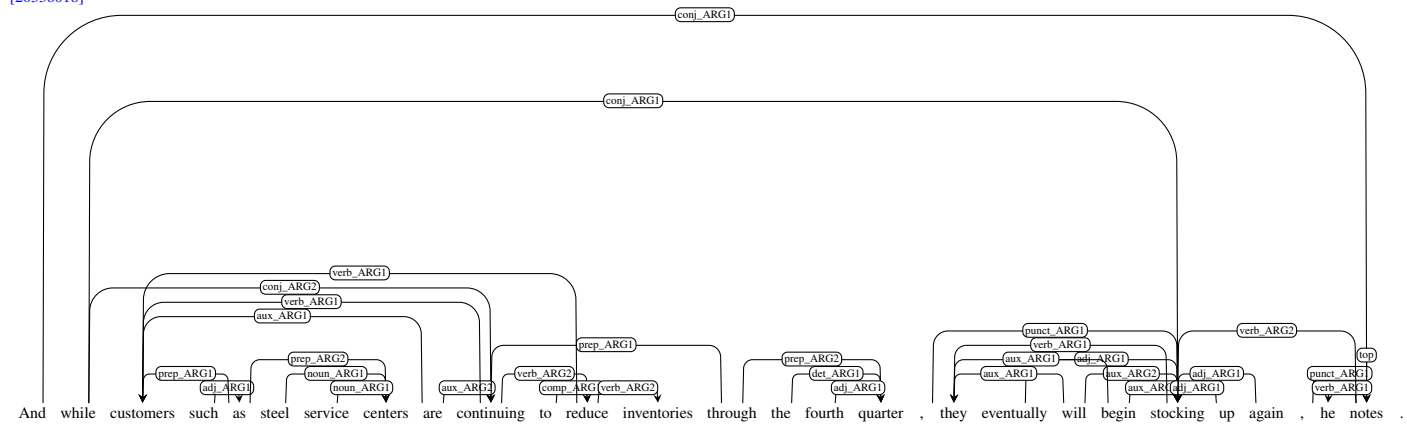 conj_ARG1
conj_ARG1
verb_ARG1
conj_ARG2
verb_ARG1
aux_ARG1
punct_ARG1 verb_ARG2
prep_ARG1 verb_ARG1
prep_ARG2 prep_ARG2 aux_ARG1 adj_ARG1 top
prep_ARG1 noun_ARG1 verb_ARG2 det_ARG1 aux_ARG1 aux_ARG2 adj_ARG1 punct_ARG1
adj_ARG1 noun_ARG1 aux_ARG2 comp_ARG1 verb_ARG2 adj_ARG1 adj_ARG1 verb_ARG1
And while customers such as steel service centers are continuing to reduce inventories through the fourth quarter , they eventually will begin stocking up again , he notes .